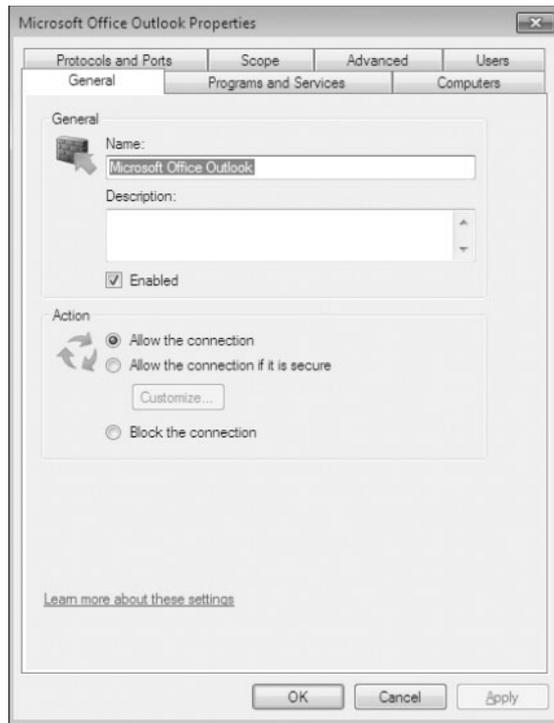 Microsoft Office Outlook Properties
Protocols and Ports Scope Advanced Users
General Programs and Services Computers
General
Name:
Microsoft Office Outlook
Description:
Enabled
Action
Allow the connection
Allow the connection if it is secure
Customize...
Block the connection
Learn more about these settings
OK Cancel Apply